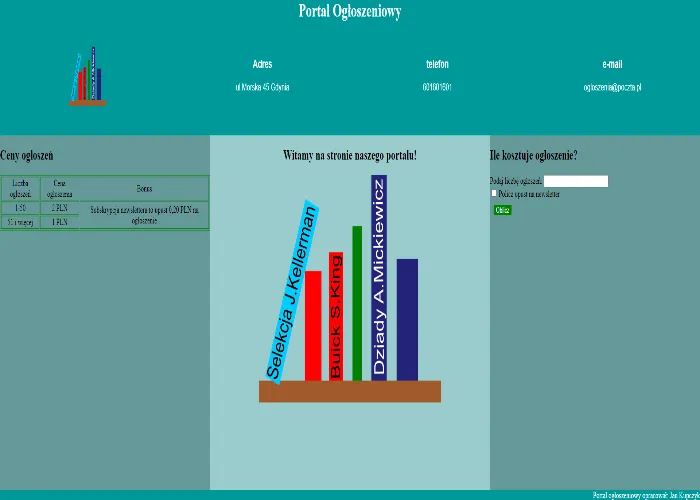 Portal Ogłoszeniowy
Adres
telefon
e-mail
ul.Morska 45 Gdynia
601601601
ogloszenia@poczta.pl
Ceny ogłoszeń
Liczba ogłoszeń
Cena ogłoszenia
Bonus
1-50
2 PLN
Subskrypcja newslettera to upust 0,20 PLN na ogłoszenie
51 i więcej
1 PLN
Witamy na stronie naszego portalu!
Selekcja J.Kellerman
Buick S.King
Dziady A.Mickiewicz
Ile kosztuje ogłoszenie?
Podaj liczbę ogłoszeń:
Policz upust na newsletter
Oblicz
Portal ogłoszeniowy opracował: Jan